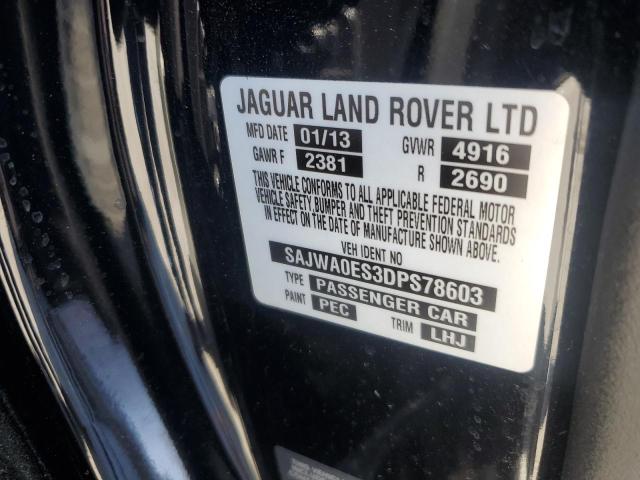 JAGUAR LAND ROVER LTD
MFD DATE 01/13 GVWR 4916
GAWR F 2381 R 2690
THIS VEHICLE CONFORMS TO ALL APPLICABLE FEDERAL MOTOR
VEHICLE SAFETY,BUMPER AND THEFT PREVENTION STANDARDS
IN EFFECT ON THE DATE OF MANUFACTURE SHOWN ABOVE.
VEH IDENT NO
SAJWA0ES3DPS78603
TYPE PASSENGER CAR
PAINT PEC TRIM LHJ